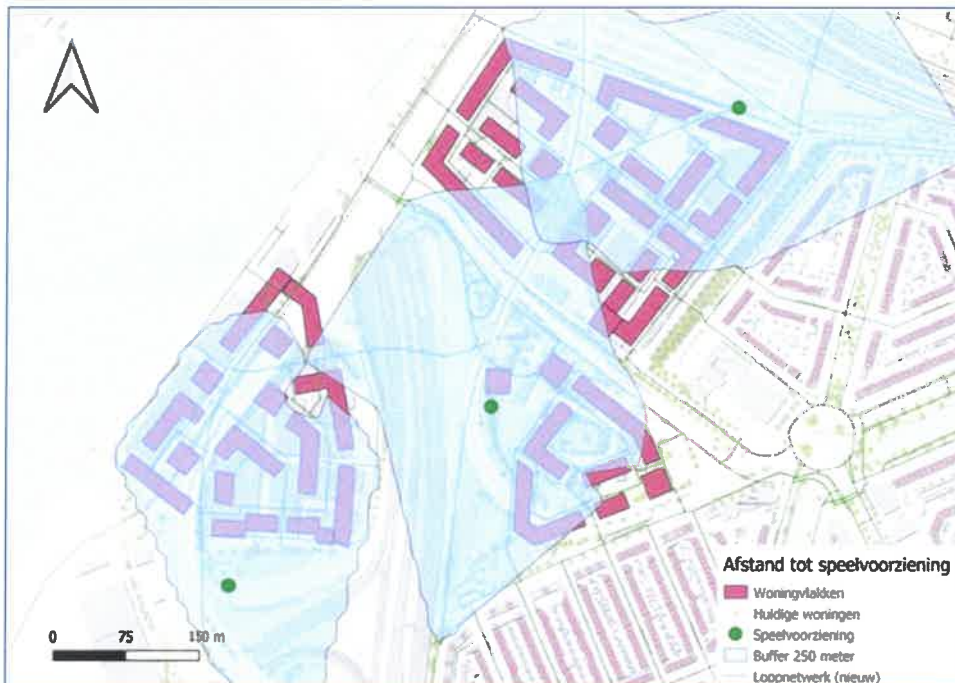 0 75 150 m
Afstand tot speelvoorziening
Woningvlakken
Huidige woningen
Speelvoorziening
Buffer 250 meter
Loopnetwerk (nieuw)